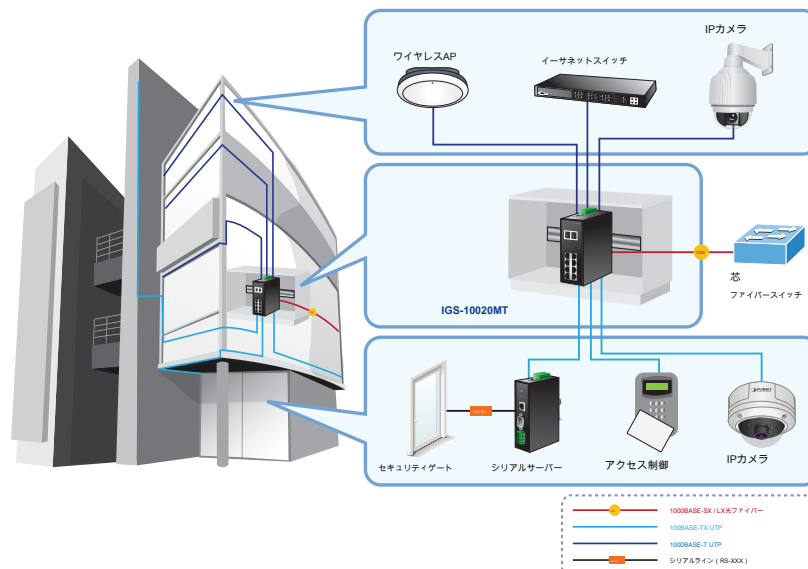 IPカメラ
ワイヤレスAP
イーサネットスイッチ
芯
ファイバースイッチ
IGS-10020MT
セキュリティゲート
シリアルサーバー
アクセス制御
IPカメラ
PLANET
1000BASE-SX / LX光ファイバー
100BASE-TX UTP
1000BASE-T UTP
シリアルライン（RS-XXX）